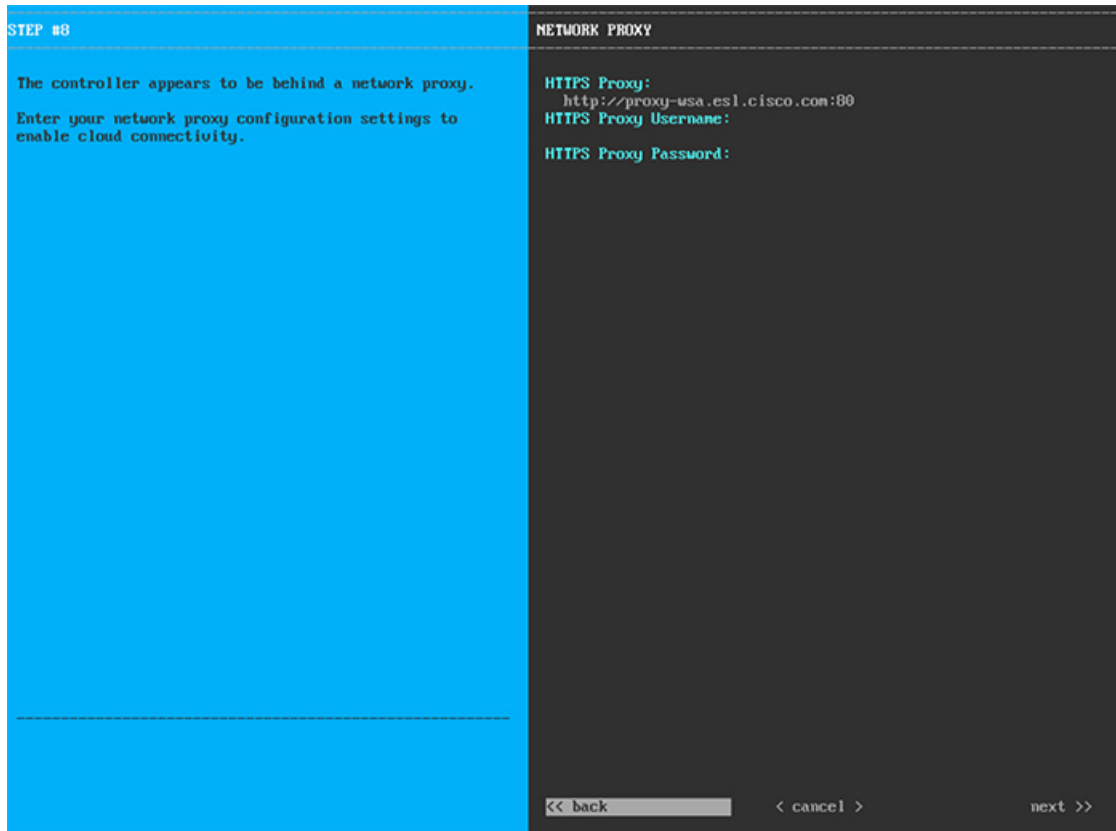 STEP #8
The controller appears to be behind a network proxy.
Enter your network proxy configuration settings to
enable cloud connectivity.
NETWORK PROXY
HTTPS Proxy:
http://proxy-wsa.esl.cisco.com:80
HTTPS Proxy Username:
HTTPS Proxy Password:
<< back
< cancel >
next >>